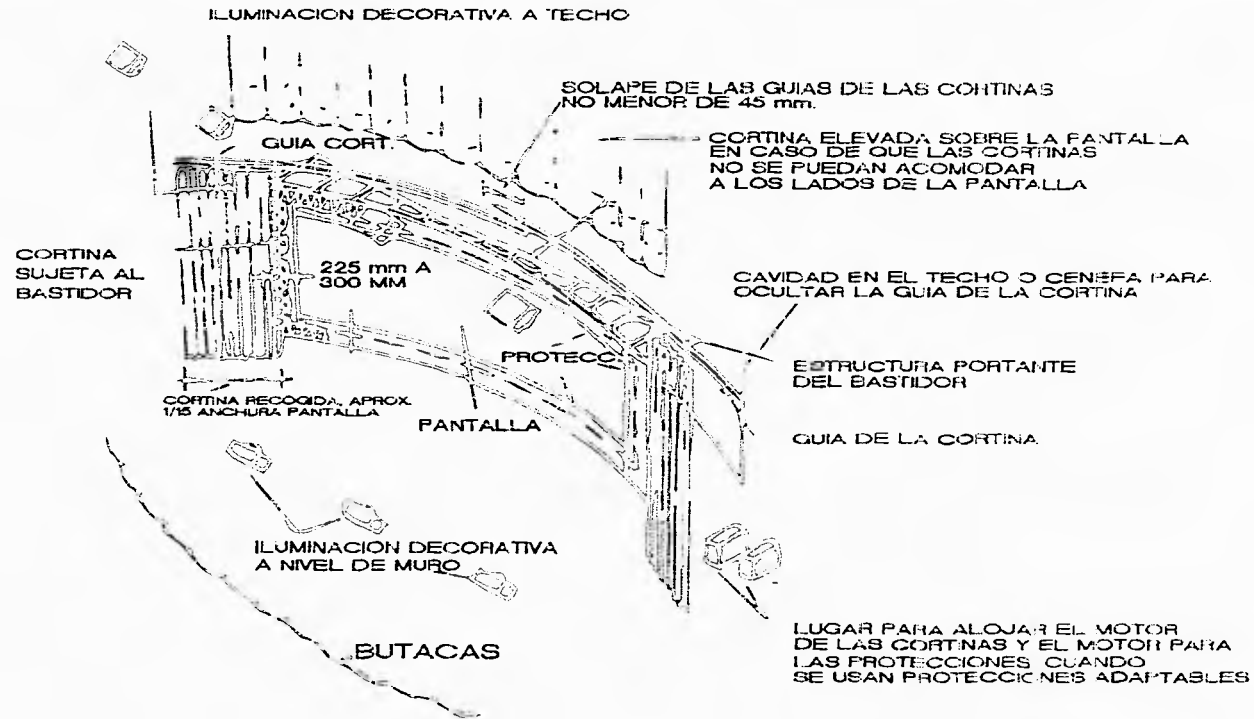 ILUMINACION DECORATIVA A TECHO
SOLAPE DE LAS GUIAS DE LAS CORTINAS
NO MENOR DE 45 mm.
GUIA CORT.
CORTINA ELEVADA SOBRE LA PANTALLA
EN CASO DE QUE LAS CORTINAS
NO SE PUEDAN ACOMODAR
A LOS LADOS DE LA PANTALLA
CORTINA
SUJETA AL
BASTIDOR
225 mm A
300 MM
CAVIDAD EN EL TECHO O CENEFA PARA
OCULTAR LA GUIA DE LA CORTINA
PROTECC.
ESTRUCTURA PORTANTE
DEL BASTIDOR
CORTINA RECOGIDA, APROX.
1/15 ANCHURA PANTALLA
PANTALLA
GUIA DE LA CORTINA
ILUMINACION DECORATIVA
A NIVEL DE MURO
BUTACAS
LUGAR PARA ALOJAR EL MOTOR
DE LAS CORTINAS Y EL MOTOR PARA
LAS PROTECCIONES CUANDO
SE USAN PROTECCIONES ADAPTABLES